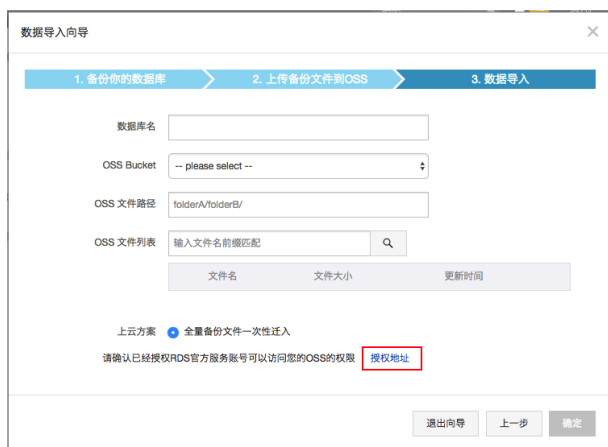 数据导入向导
1. 备份你的数据库 2. 上传备份文件到OSS 3. 数据导入
数据库名
OSS Bucket -- please select --
OSS 文件路径 folderA/folderB/
OSS 文件列表 输入文件名前缀匹配
文件名 文件大小 更新时间
上云方案 全量备份文件一次性迁入
请确认已经授权RDS官方服务账号可以访问您的OSS的权限 授权地址
退出向导 上一步 确定